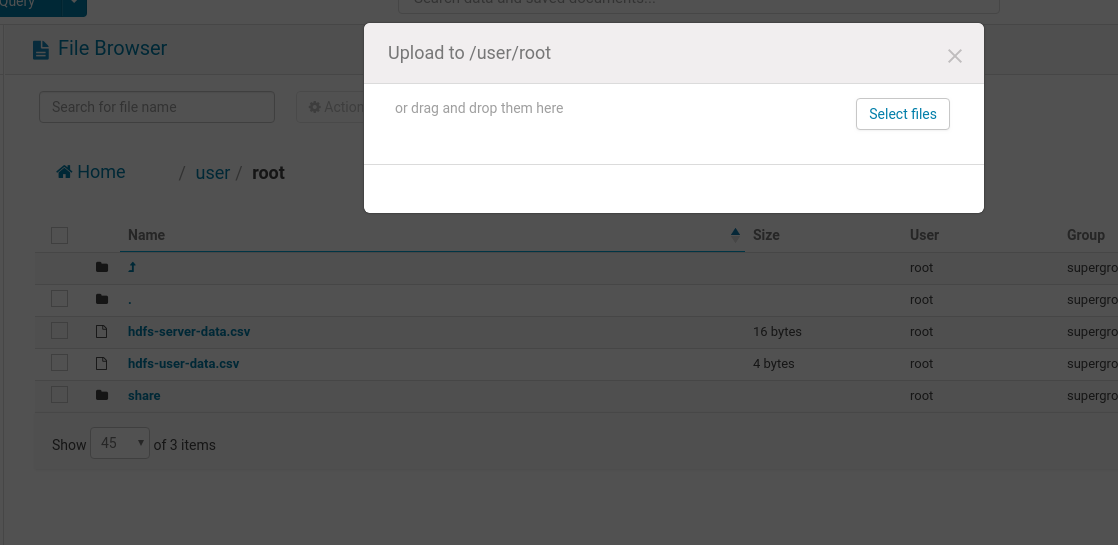 Query
Search data and saved documents...
File Browser
Upload to /user/root
×
Search for file name
Action
or drag and drop them here
Select files
Home / user / root
Name Size User Group
root supergro
. root supergro
hdfs-server-data.csv 16 bytes root supergro
hdfs-user-data.csv 4 bytes root supergro
share root supergro
Show 45 of 3 items